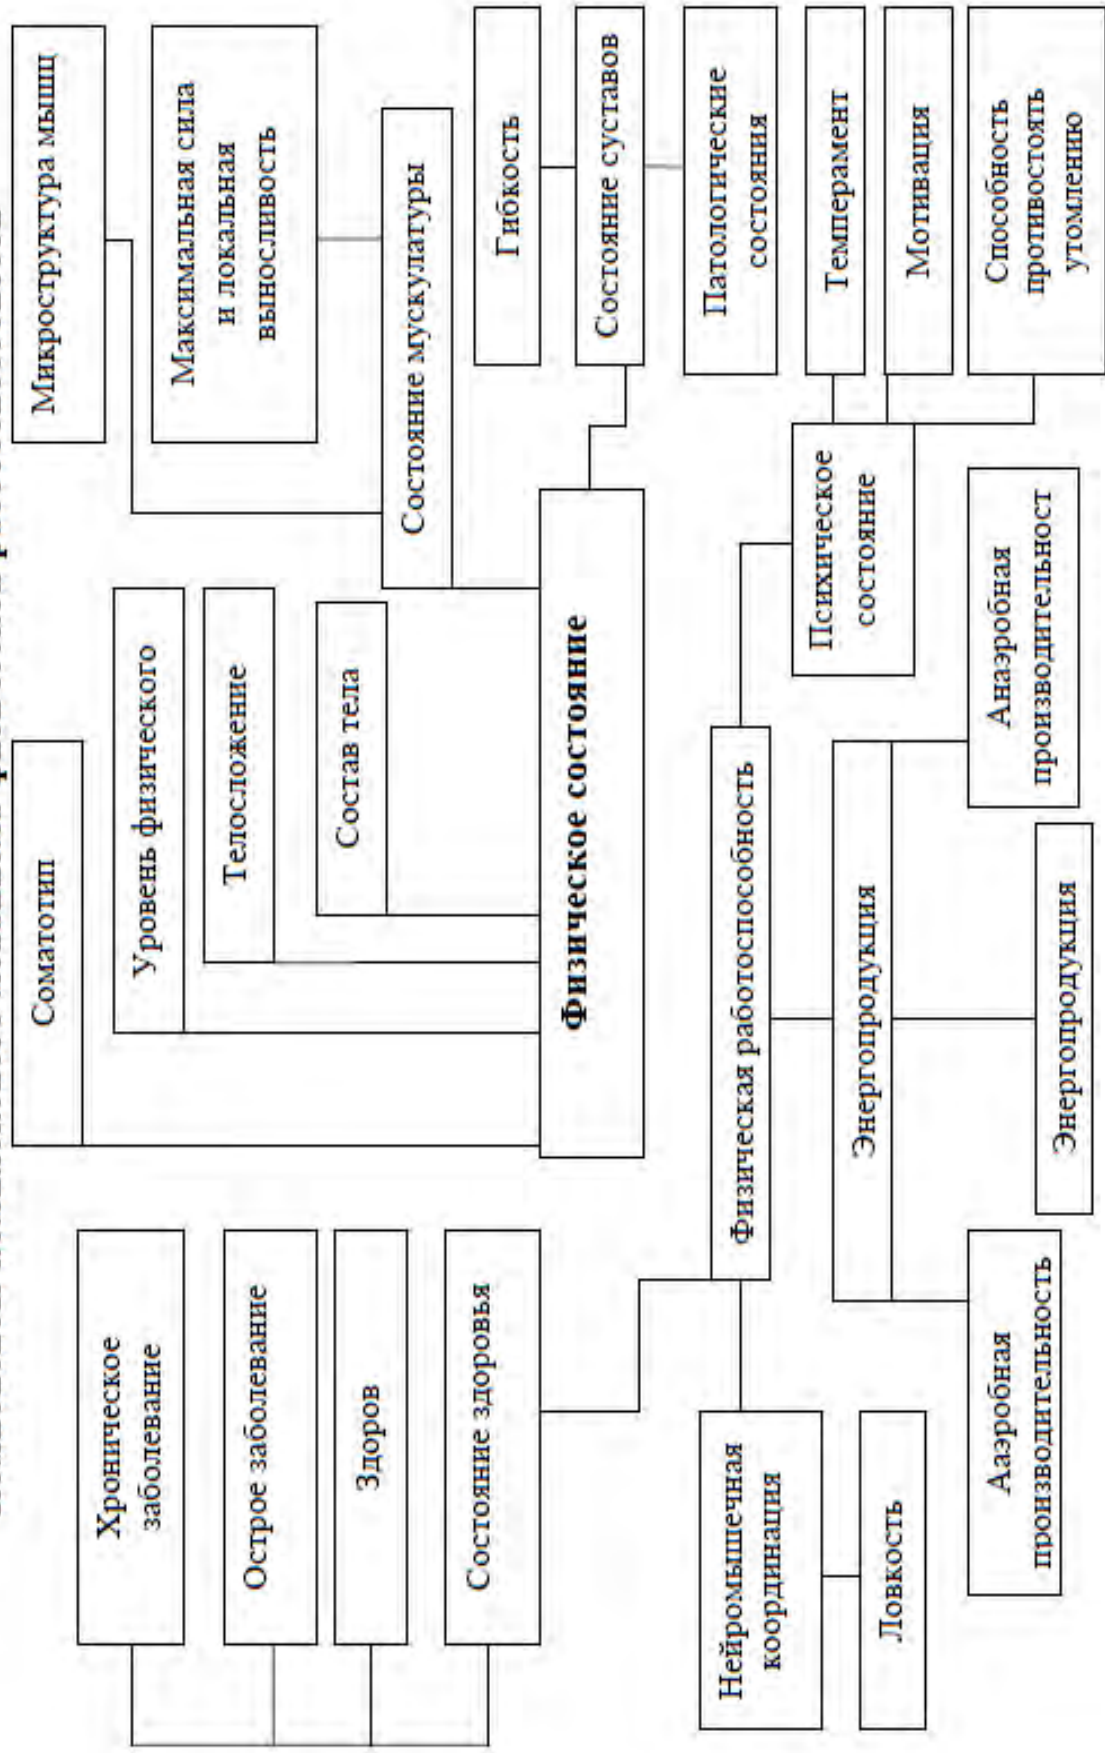 Соматотип
Микроструктура мышц
Хроническое
заболевание
Уровень физического
Максимальная сила
и локальная
выносливость
Острое заболевание
Телосложение
Здоров
Состав тела
Состояние мускулатуры
Состояние здоровья
Гибкость
Физическое состояние
Состояние суставов
Нейромышечная
координация
Физическая работоспособность
Патологические
состояния
Психическое
состояние
Темперамент
Ловкость
Энергопродукция
Мотивация
Ааэробная
производительность
Анаэробная
производительност
Способность
противостоять
утомлению
Энергопродукция